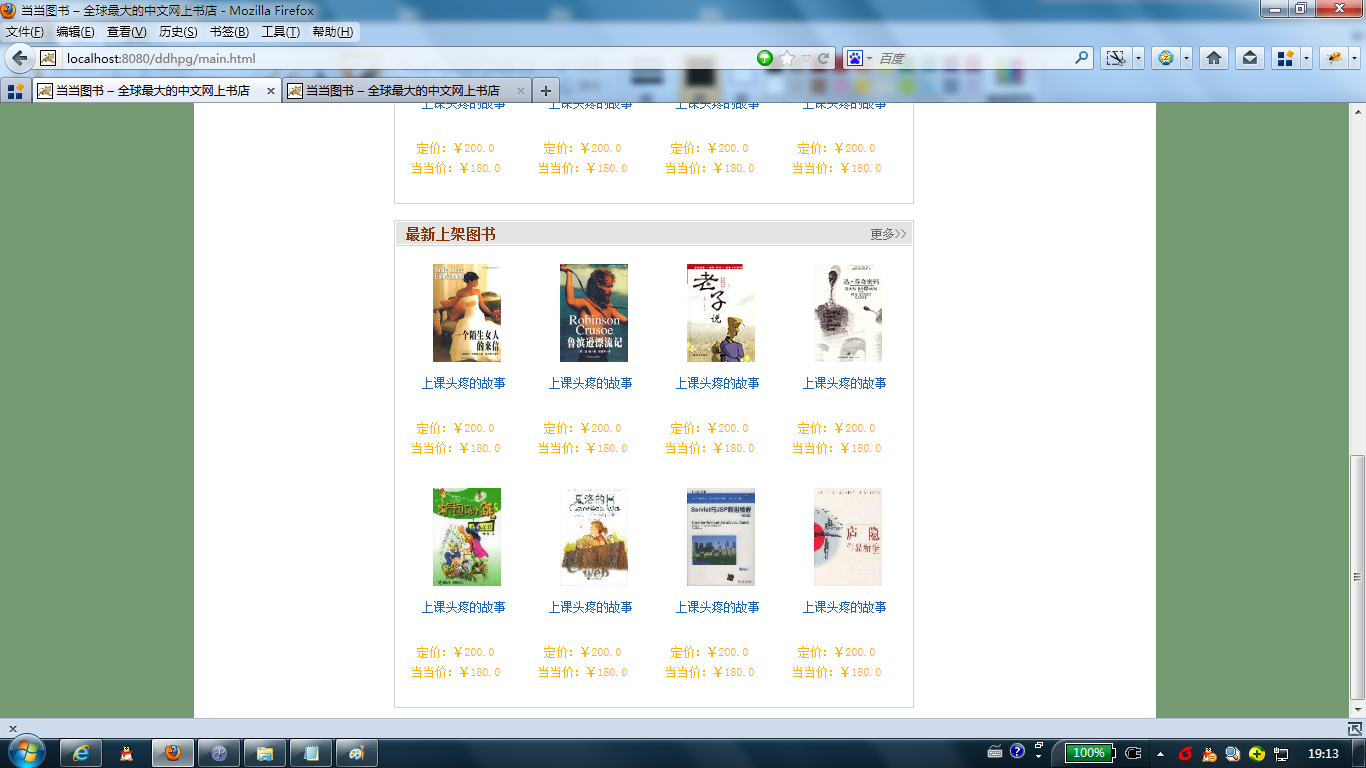 当当图书 – 全球最大的中文网上书店 - Mozilla Firefox
文件(F) 编辑(E) 查看(V) 历史(S) 书签(B) 工具(T) 帮助(H)
localhost:8080/ddhpg/main.html 百度
当当图书 – 全球最大的中文网上书店 当当图书 – 全球最大的中文网上书店
上课头疼的故事 上课头疼的故事 上课头疼的故事 上课头疼的故事
定价：￥200.0 定价：￥200.0 定价：￥200.0 定价：￥200.0
当当价：￥180.0 当当价：￥180.0 当当价：￥180.0 当当价：￥180.0
最新上架图书 更多>>
一个陌生女人的来信
Robinson Crusoe
鲁滨逊漂流记
老子说
达·芬奇密码
DAN BROWN
上课头疼的故事 上课头疼的故事 上课头疼的故事 上课头疼的故事
定价：￥200.0 定价：￥200.0 定价：￥200.0 定价：￥200.0
当当价：￥180.0 当当价：￥180.0 当当价：￥180.0 当当价：￥180.0
夏洛的网
Servlet与JSP
庐隐
上课头疼的故事 上课头疼的故事 上课头疼的故事 上课头疼的故事
定价：￥200.0 定价：￥200.0 定价：￥200.0 定价：￥200.0
当当价：￥180.0 当当价：￥180.0 当当价：￥180.0 当当价：￥180.0
100% 19:13